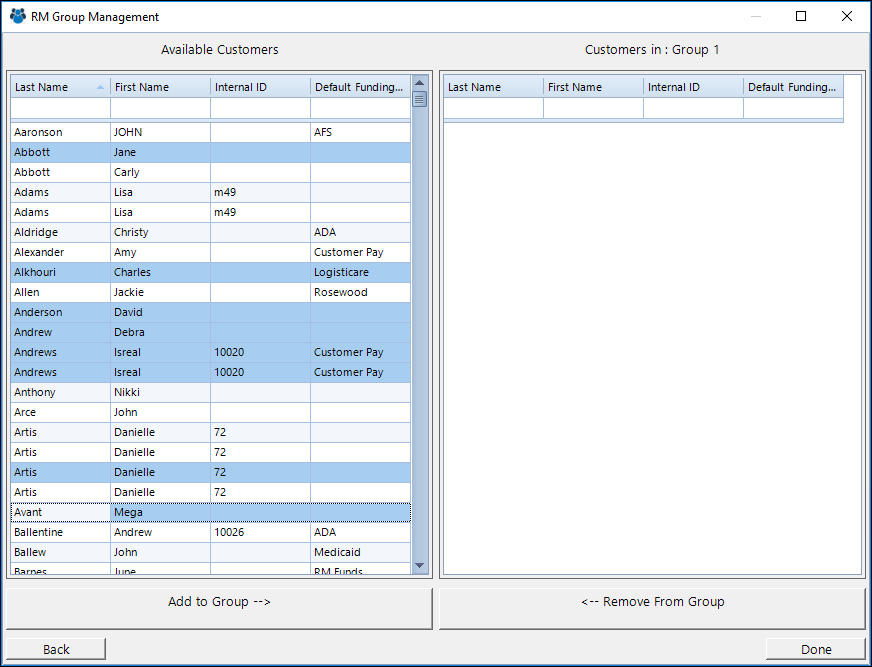 RM Group Management
Available Customers
Customers in : Group 1
Last Name First Name Internal ID Default Funding...
Last Name First Name Internal ID Default Funding...
Aaronson JOHN AFS
Abbott Jane
Abbott Carly
Adams Lisa m49
Adams Lisa m49
Aldridge Christy ADA
Alexander Amy Customer Pay
Alkhouri Charles Logisticare
Allen Jackie Rosewood
Anderson David
Andrew Debra
Andrews Isreal 10020 Customer Pay
Andrews Isreal 10020 Customer Pay
Anthony Nikki
Arce John
Artis Danielle 72
Artis Danielle 72
Artis Danielle 72
Artis Danielle 72
Avant Mega
Ballentine Andrew 10026 ADA
Ballew John Medicaid
Barnes June RM Funds
Add to Group -->
<-- Remove From Group
Back
Done